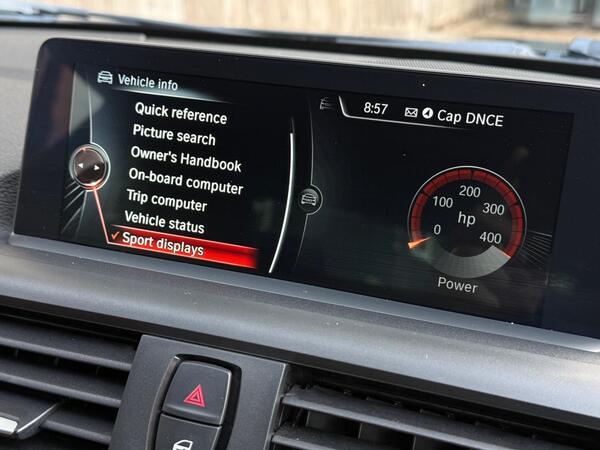 Vehicle info
Quick reference
Picture search
Owner's Handbook
On-board computer
Trip computer
Vehicle status
Sport displays
8:57
Cap DNCE
0
100
200
300
400
hp
Power